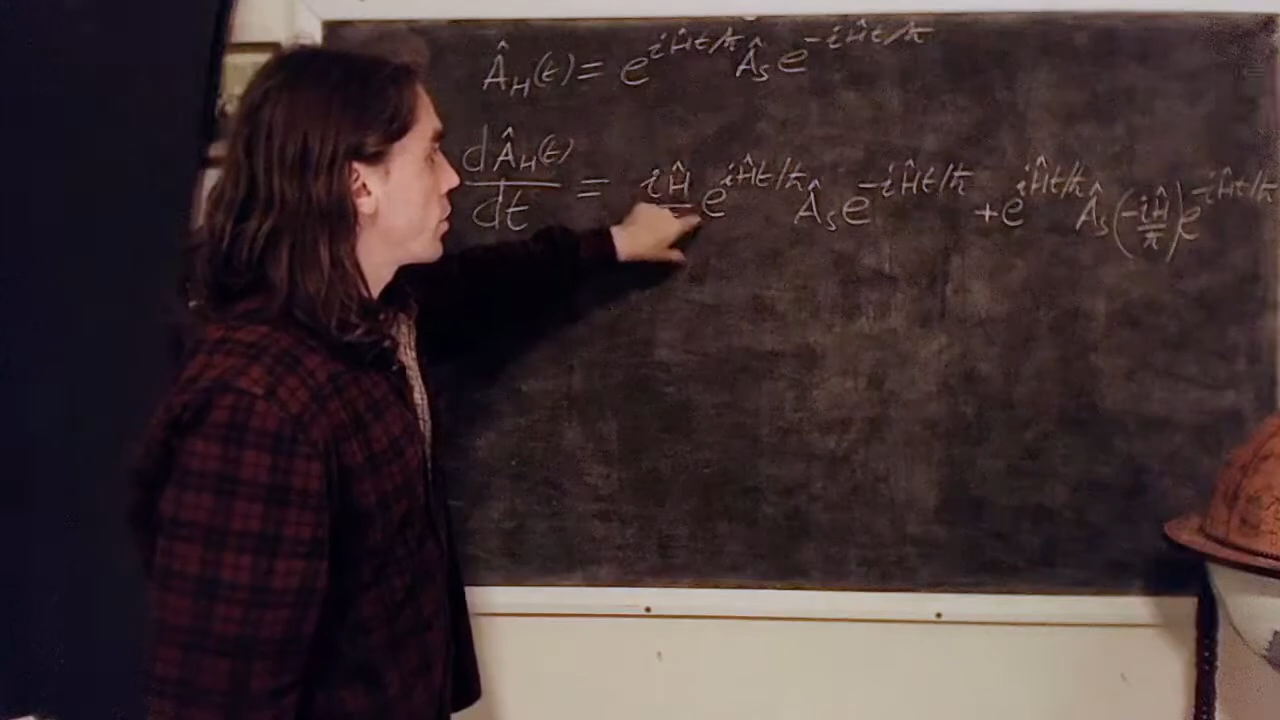 Â_H(t) = e^{iĤt/ħ} Â_S e^{-iĤt/ħ}
dÂ_H(t)/dt = iĤ/ e^{iĤt/ħ} Â_S e^{-iĤt/ħ} + e^{iĤt/ħ} Â_S (-iĤ/ħ) e^{-iĤt/ħ}